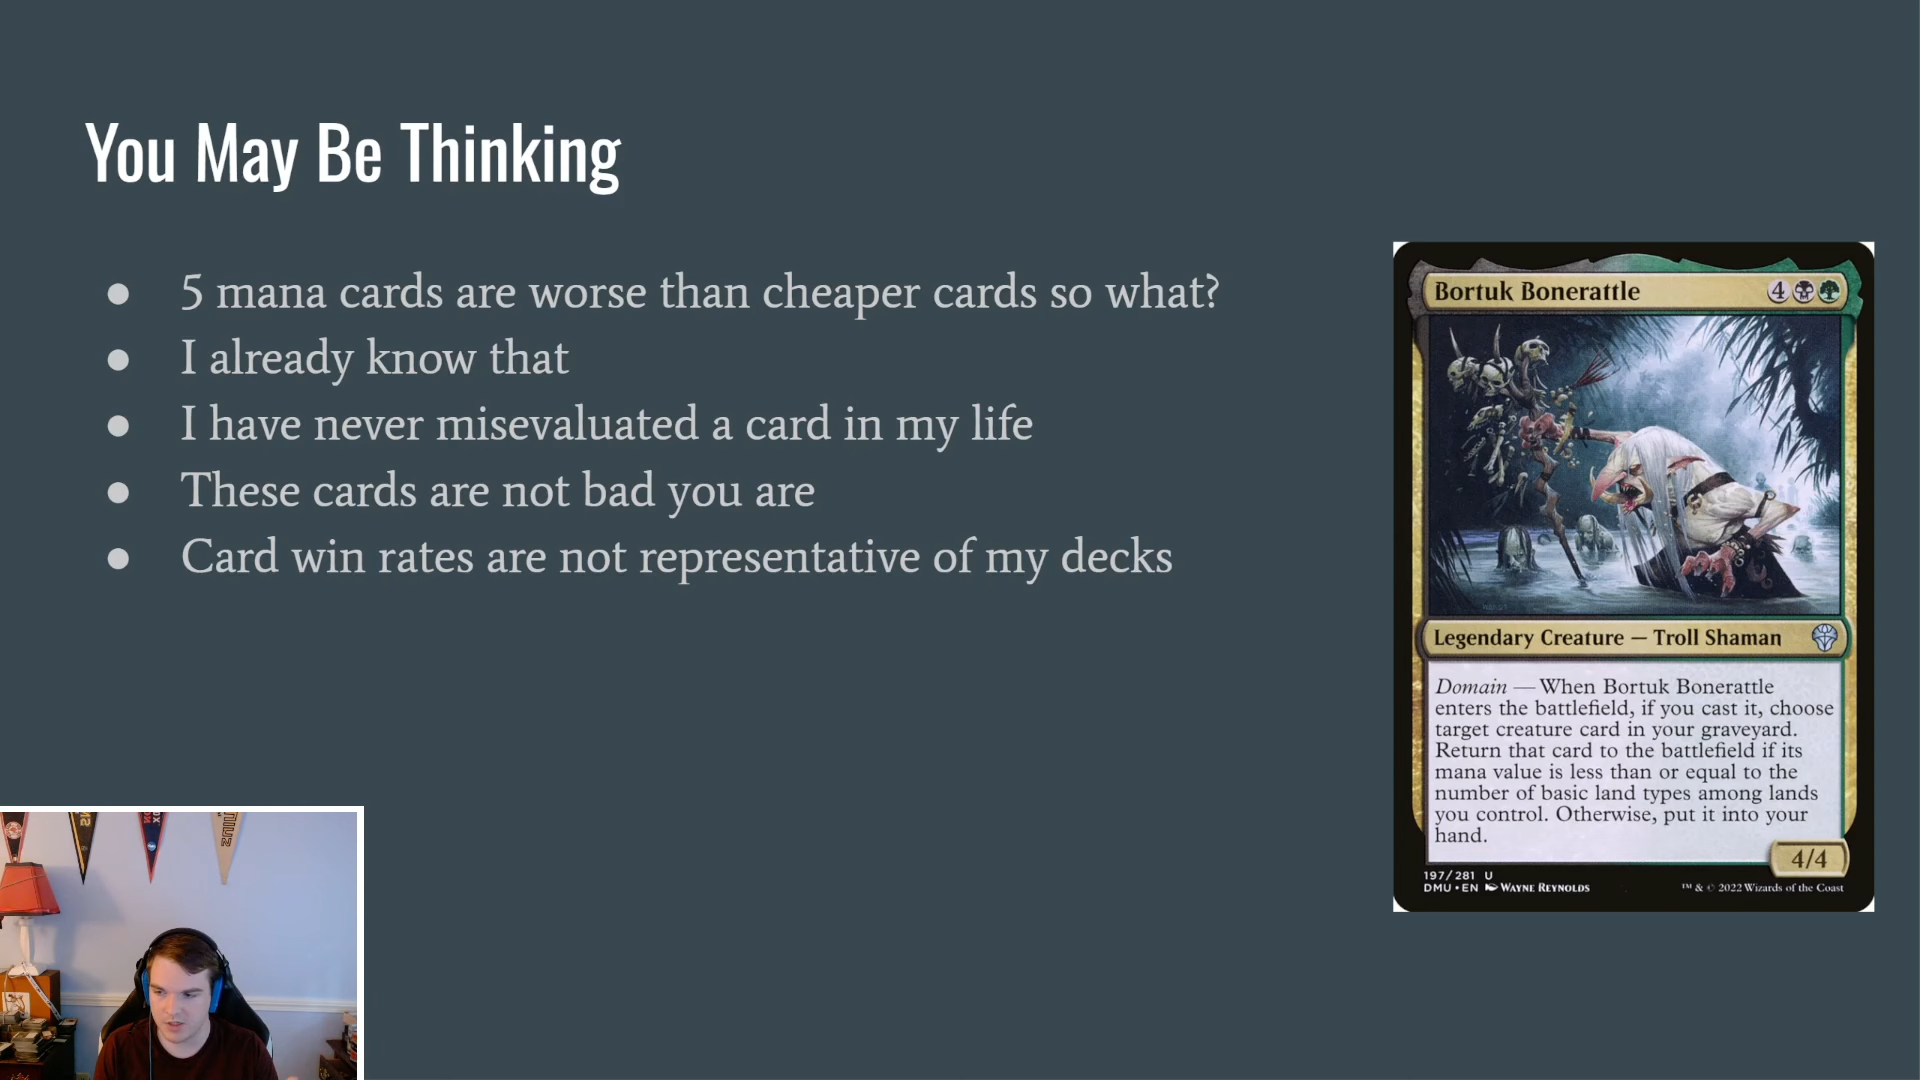 You May Be Thinking
● 5 mana cards are worse than cheaper cards so what?
● I already know that
● I have never misevaluated a card in my life
● These cards are not bad you are
● Card win rates are not representative of my decks
Bortuk Bonerattle 4
Legendary Creature — Troll Shaman
Domain — When Bortuk Bonerattle
enters the battlefield, if you cast it, choose
target creature card in your graveyard.
Return that card to the battlefield if its
mana value is less than or equal to the
number of basic land types among lands
you control. Otherwise, put it into your
hand.
4/4
197/281 U
DMU • EN Wayne Reynolds
™ & © 2022 Wizards of the Coast